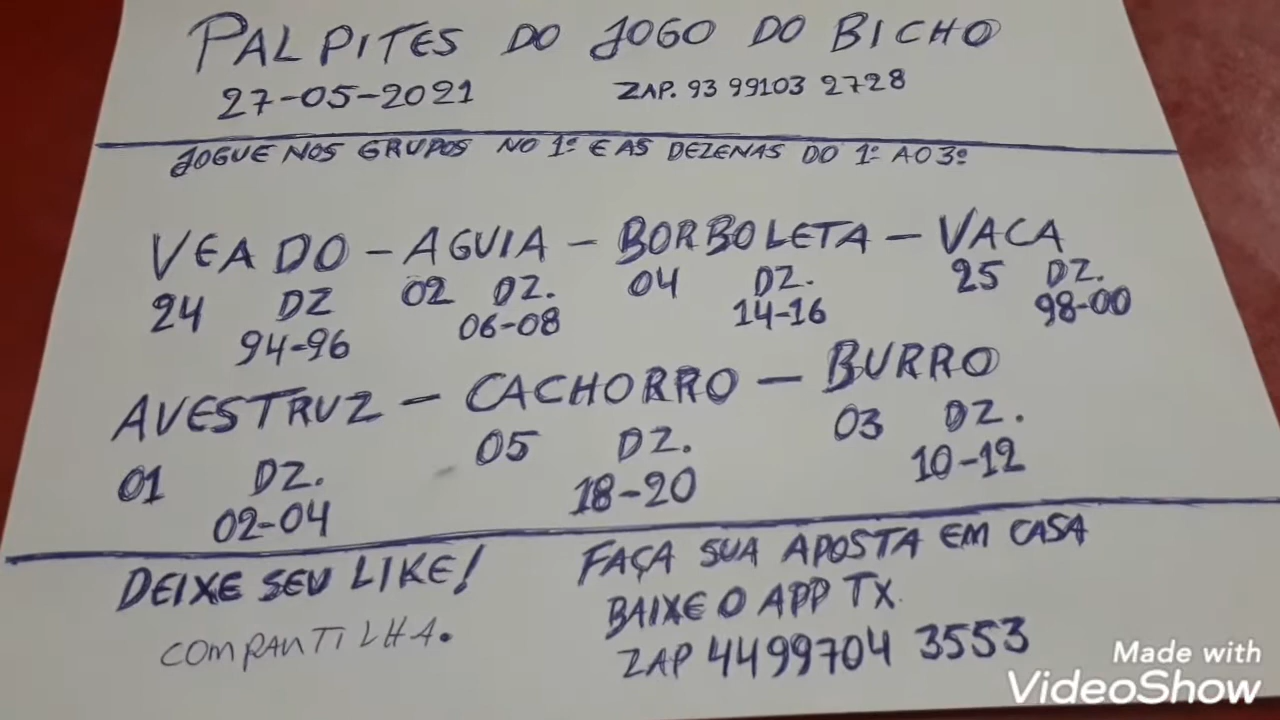 PALPITES DO JOGO DO BICHO
27-05-2021 ZAP. 93 99103 2728
JOGUE NOS GRUPOS NO 1º E AS DEZENAS DO 1º AO 3º
VEADO - AGUIA - BORBOLETA - VACA
24 DZ 02 DZ. 04 DZ. 25 DZ.
94-96 06-08 14-16 98-00
AVESTRUZ - CACHORRO - BURRO
01 DZ. 05 DZ. 03 DZ.
02-04 18-20 10-12
DEIXE SEU LIKE! FAÇA SUA APOSTA EM CASA
COMPARTILHA. BAIXE O APP TX.
ZAP 4499704 3553
Made with
VideoShow